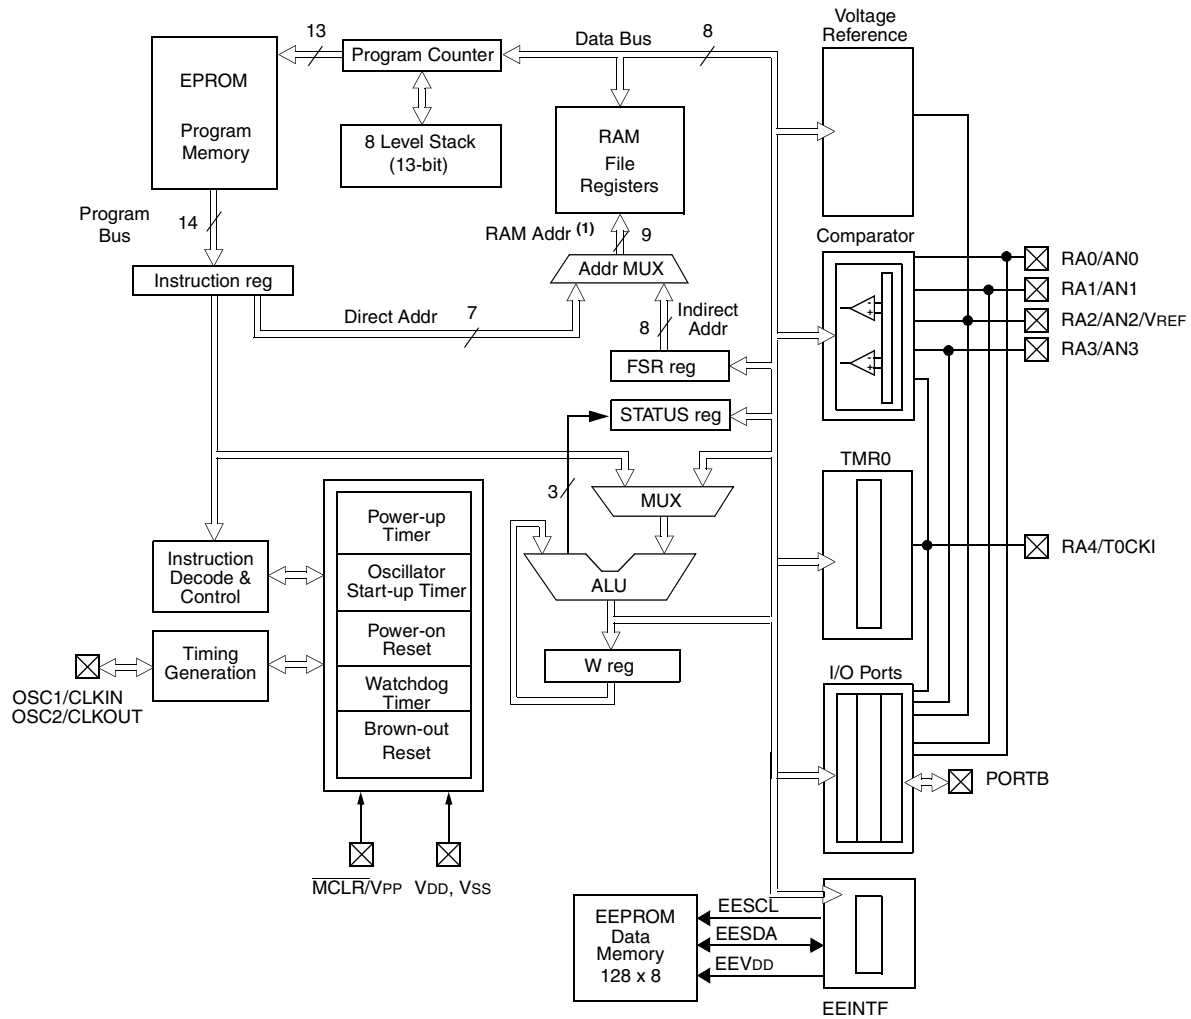 Voltage
Reference
13
Data Bus
8
Program Counter
EPROM
Program
Memory
8 Level Stack
(13-bit)
RAM
File
Registers
Program
Bus
14
RAM Addr (1)
9
Comparator
Addr MUX
Instruction reg
Direct Addr
7
Indirect
Addr
8
FSR reg
STATUS reg
- +
- +
RA0/AN0
RA1/AN1
RA2/AN2/VREF
RA3/AN3
TMR0
3
MUX
Power-up
Timer
Oscillator
Start-up Timer
Power-on
Reset
Watchdog
Timer
Brown-out
Reset
Instruction
Decode &
Control
ALU
RA4/T0CKI
Timing
Generation
W reg
I/O Ports
OSC1/CLKIN
OSC2/CLKOUT
PORTB
MCLR/VPP
VDD, VSS
EEPROM
Data
Memory
128 x 8
EESCL
EESDA
EEVDD
EEINTF